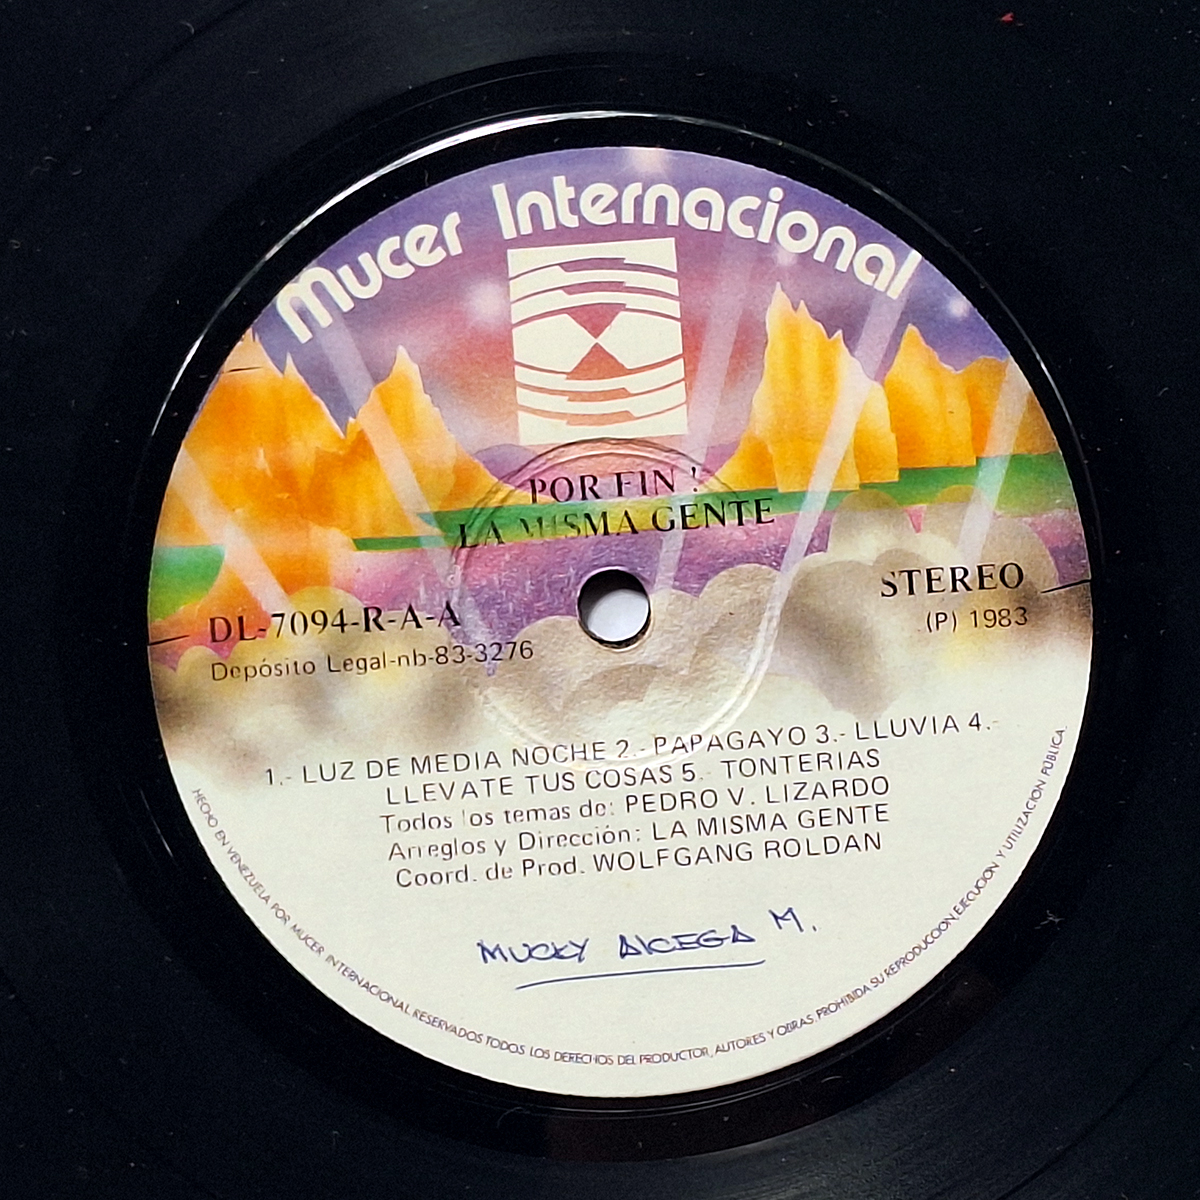 Mucer Internacional
POR FIN !
LA MISMA GENTE
STEREO
(P) 1983
DL-7094-R-A-A
Depósito Legal-nb-83-3276
1.- LUZ DE MEDIA NOCHE 2.- PAPAGAYO 3.- LLUVIA 4.-
LLEVATE TUS COSAS 5.- TONTERIAS
Todos los temas de: PEDRO V. LIZARDO
Arreglos y Dirección: LA MISMA GENTE
Coord. de Prod. WOLFGANG ROLDAN
MUCKY ALCEGA M.
HECHO EN VENEZUELA POR MUCER INTERNACIONAL RESERVADOS TODOS LOS DERECHOS DEL PRODUCTOR, AUTORES Y OBRAS. PROHIBIDA SU REPRODUCCION, EJECUCION Y UTILIZACION PUBLICA.